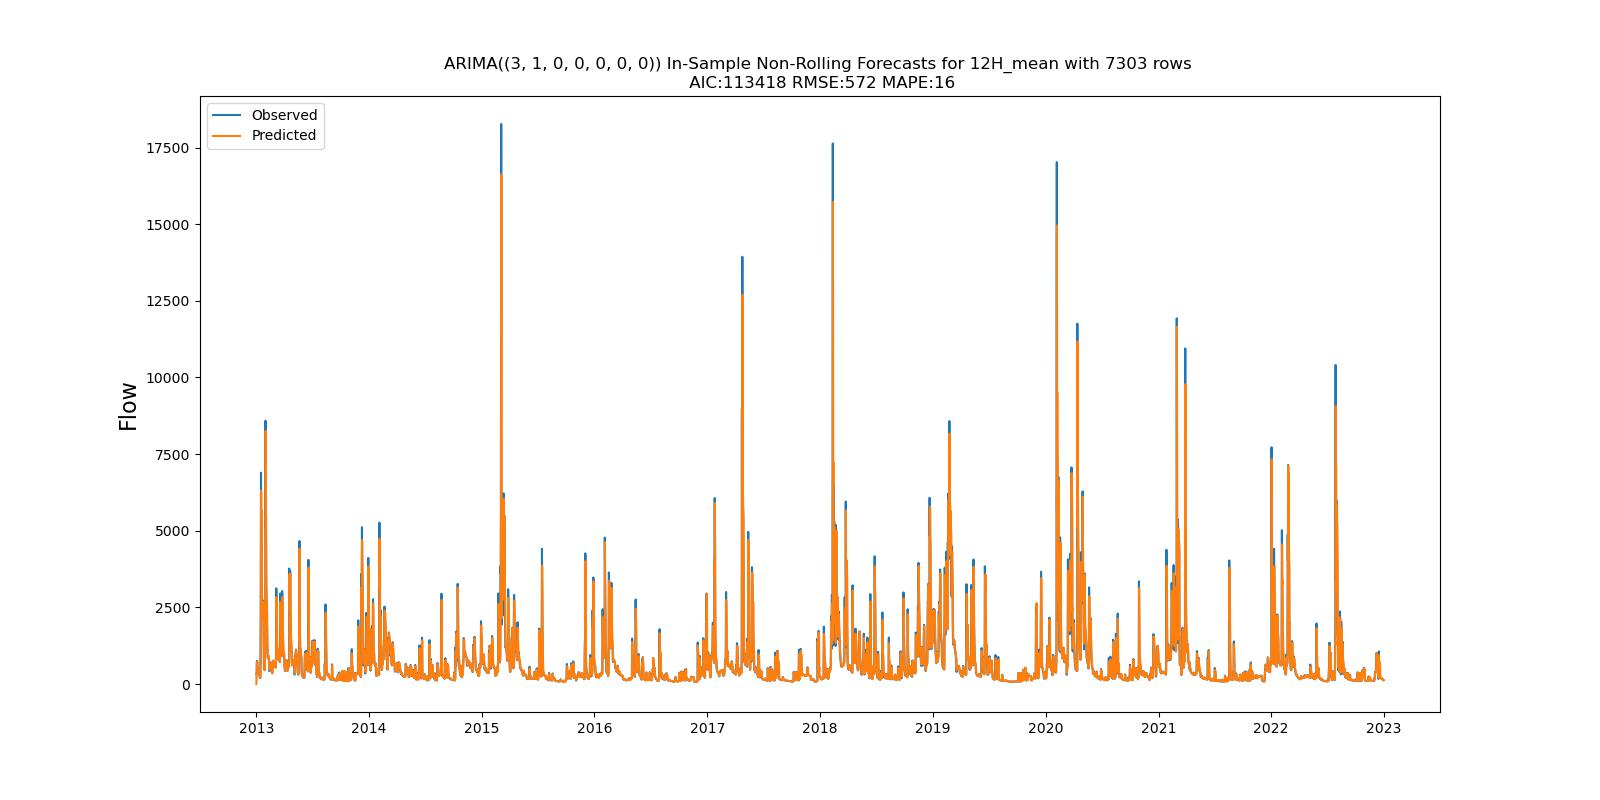 ARIMA((3, 1, 0, 0, 0, 0, 0)) In-Sample Non-Rolling Forecasts for 12H_mean with 7303 rows
AIC:113418 RMSE:572 MAPE:16
Observed
Predicted
17500
15000
12500
10000
7500
5000
2500
0
Flow
2013 2014 2015 2016 2017 2018 2019 2020 2021 2022 2023